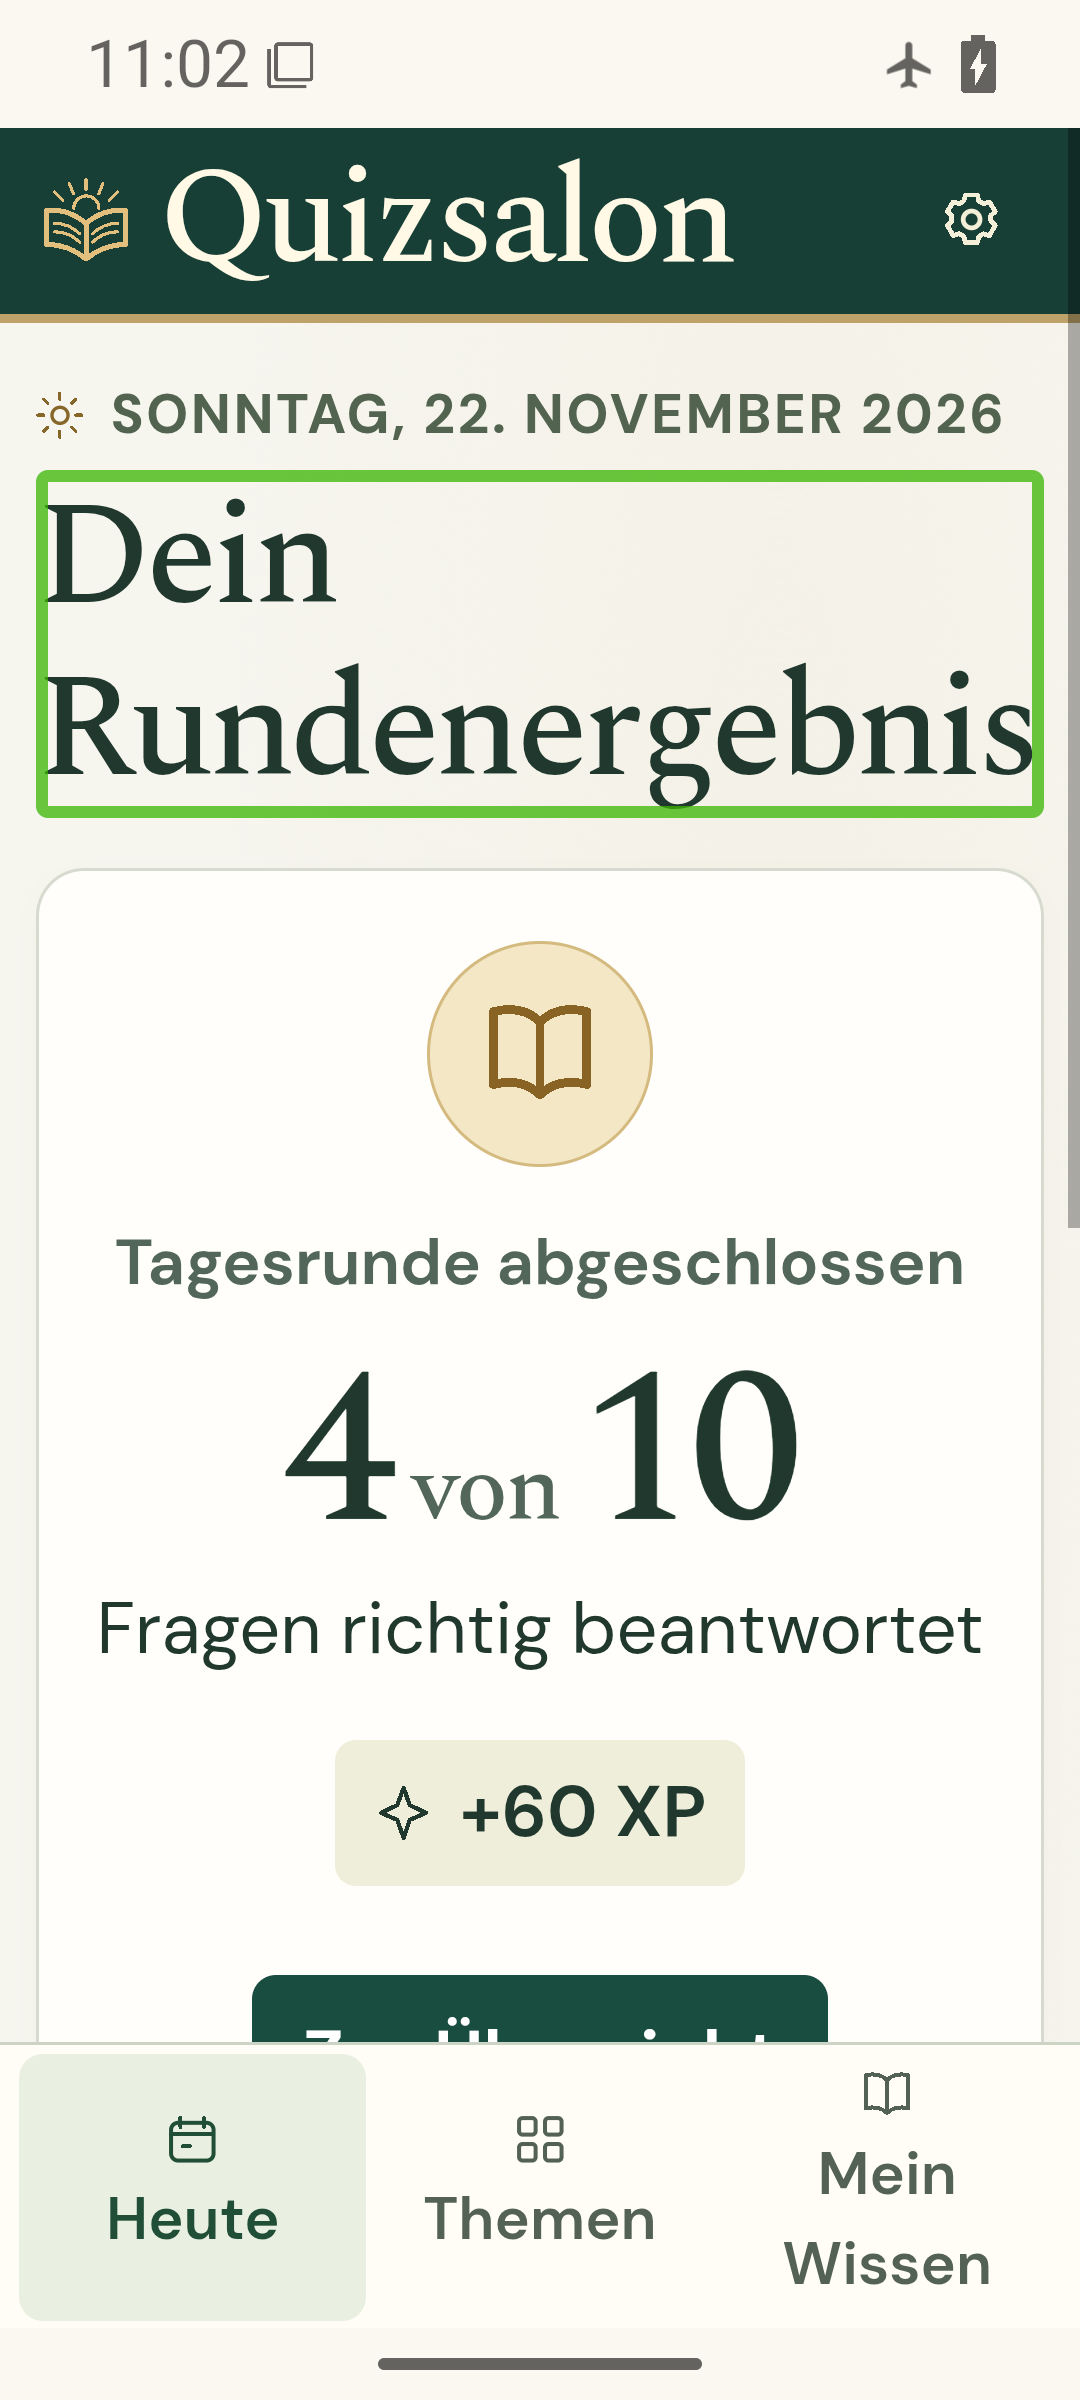 11:02
Quizsalon
SONNTAG, 22. NOVEMBER 2026
Dein
Rundenergebnis
Tagesrunde abgeschlossen
4 von 10
Fragen richtig beantwortet
+60 XP
Heute
Themen
Mein
Wissen